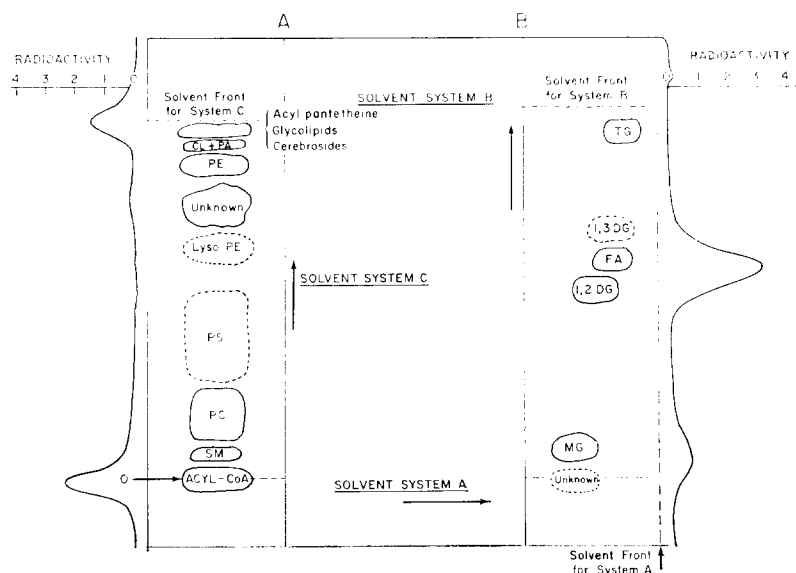 A
B
RADIOACTIVITY
4 3 2 1 0
RADIOACTIVITY
0 1 2 3 4
Solvent Front
for System C
SOLVENT SYSTEM B
Solvent Front
for System B
Acyl pantetheine
Glycolipids
Cerebrosides
CL + PA
PE
Unknown
Lyso PE
SOLVENT SYSTEM C
PS
PC
SM
O
ACYL-CoA
TG
1,3 DG
FA
1,2 DG
MG
Unknown
SOLVENT SYSTEM A
Solvent Front
for System A